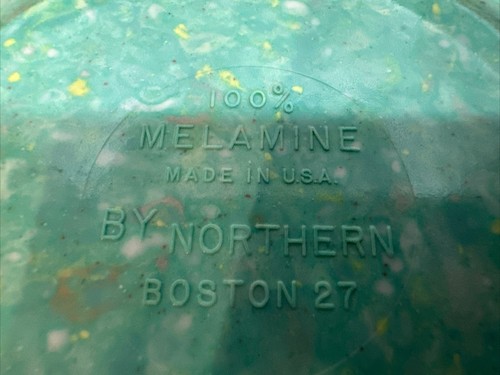 100%
MELAMINE
MADE IN U.S.A.
BY NORTHERN
BOSTON 27